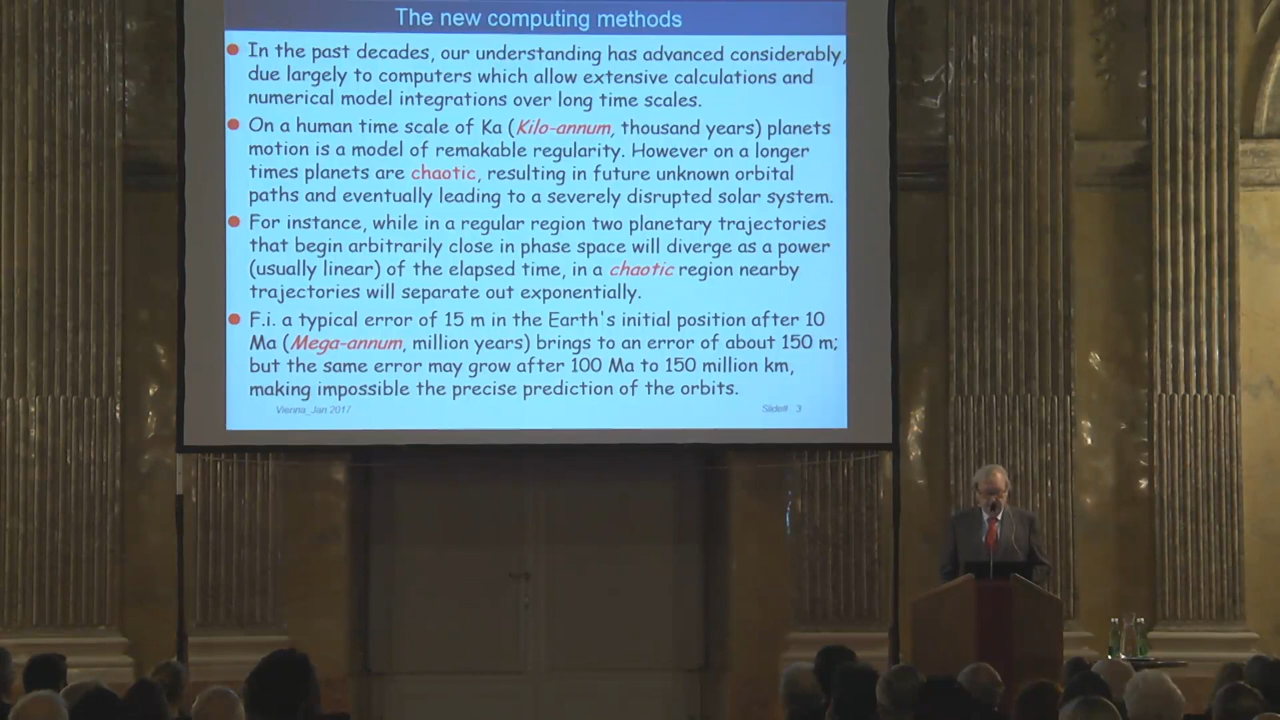 The new computing methods
In the past decades, our understanding has advanced considerably,
due largely to computers which allow extensive calculations and
numerical model integrations over long time scales.
On a human time scale of Ka (Kilo-annum, thousand years) planets
motion is a model of remakable regularity. However on a longer
times planets are chaotic, resulting in future unknown orbital
paths and eventually leading to a severely disrupted solar system.
For instance, while in a regular region two planetary trajectories
that begin arbitrarily close in phase space will diverge as a power
(usually linear) of the elapsed time, in a chaotic region nearby
trajectories will separate out exponentially.
F.i. a typical error of 15 m in the Earth's initial position after 10
Ma (Mega-annum, million years) brings to an error of about 150 m;
but the same error may grow after 100 Ma to 150 million km,
making impossible the precise prediction of the orbits.
Vienna_Jan 2017
Slide# 3